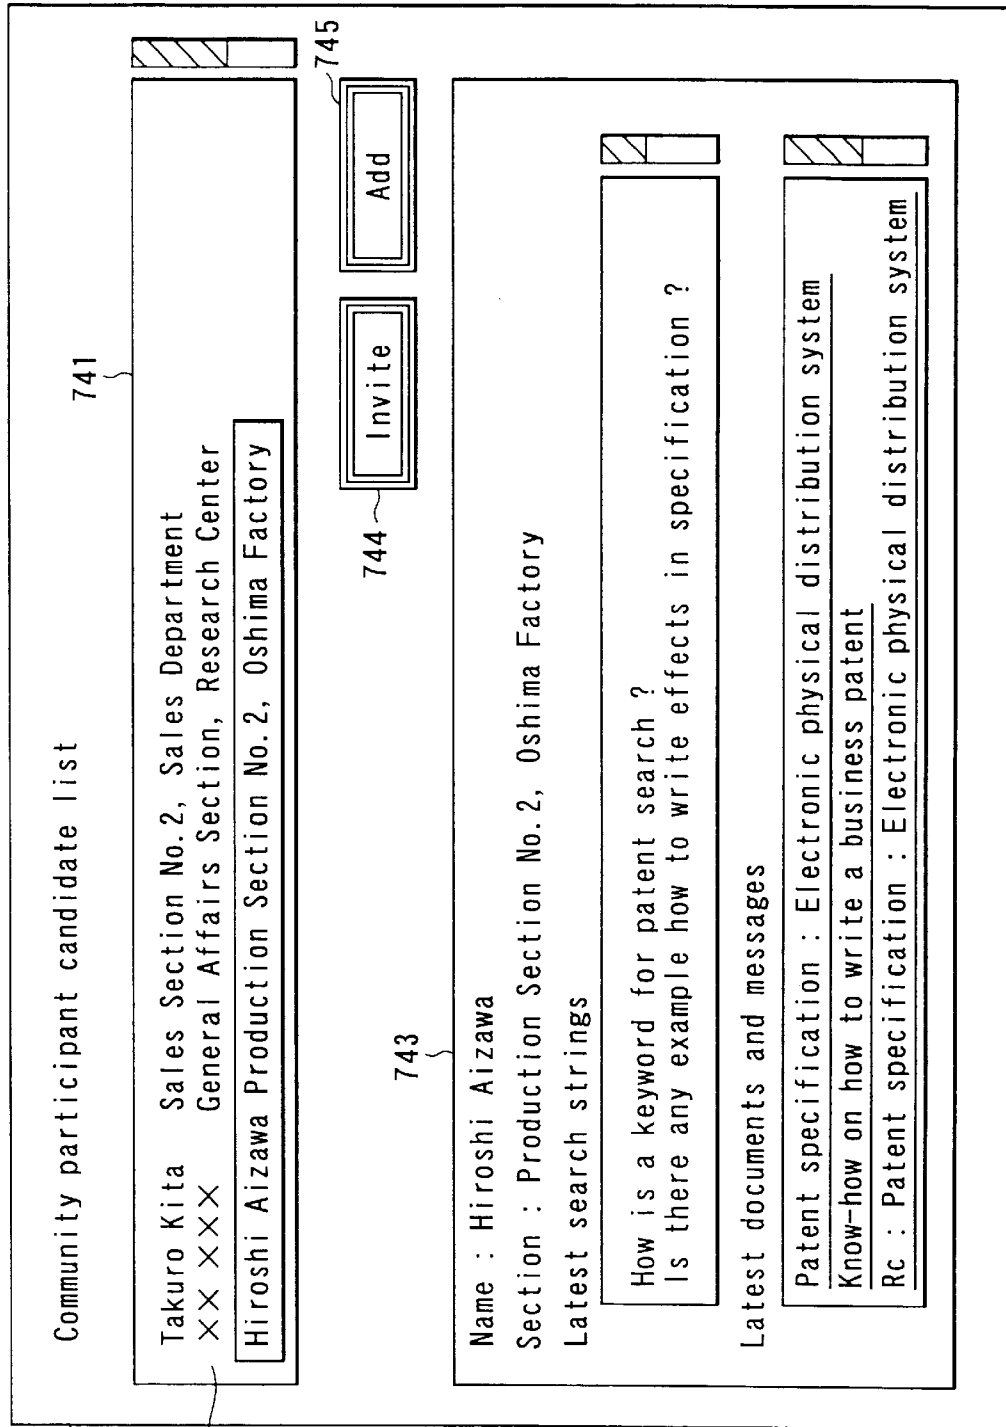 Community participant candidate list
741
Takuro Kita Sales Section No.2, Sales Department
×× ××× General Affairs Section, Research Center
Hiroshi Aizawa Production Section No.2, Oshima Factory
744
Invite
Add
745
743
Name : Hiroshi Aizawa
Section : Production Section No.2, Oshima Factory
Latest search strings
How is a keyword for patent search ?
Is there any example how to write effects in specification ?
Latest documents and messages
Patent specification : Electronic physical distribution system
Know-how on how to write a business patent
Rc : Patent specification : Electronic physical distribution system